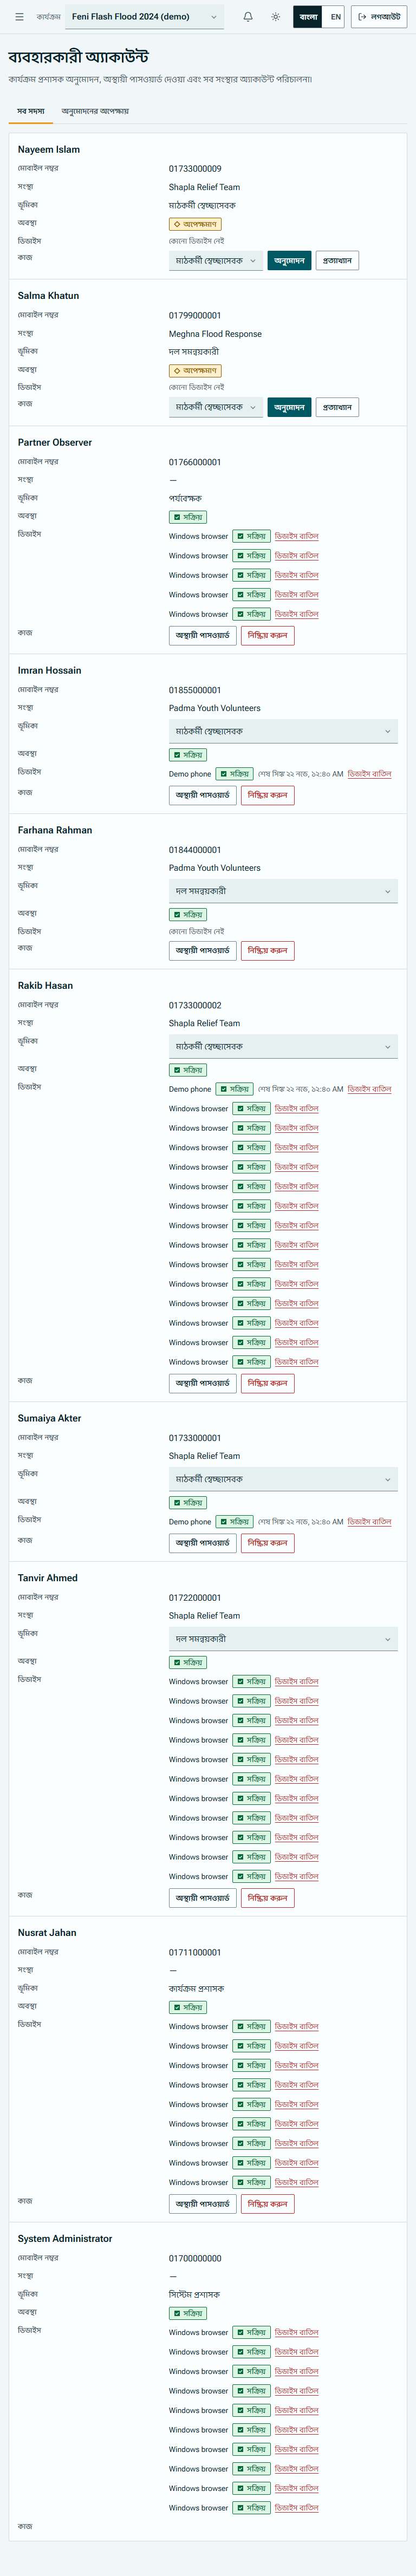 কার্যক্রম Feni Flash Flood 2024 (demo) বাংলা EN লগআউট
ব্যবহারকারী অ্যাকাউন্ট
কার্যক্রম প্রশাসক অনুমোদন, অস্থায়ী পাসওয়ার্ড দেওয়া এবং সব সংস্থার অ্যাকাউন্ট পরিচালনা।
সব সদস্য অনুমোদনের অপেক্ষায়
Nayeem Islam
মোবাইল নম্বর 01733000009
সংস্থা Shapla Relief Team
ভূমিকা মাঠকর্মী স্বেচ্ছাসেবক
অবস্থা অপেক্ষমাণ
ডিভাইস কোনো ডিভাইস নেই
কাজ মাঠকর্মী স্বেচ্ছাসেবক অনুমোদন প্রত্যাখ্যান
Salma Khatun
মোবাইল নম্বর 01799000001
সংস্থা Meghna Flood Response
ভূমিকা দল সমন্বয়কারী
অবস্থা অপেক্ষমাণ
ডিভাইস কোনো ডিভাইস নেই
কাজ মাঠকর্মী স্বেচ্ছাসেবক অনুমোদন প্রত্যাখ্যান
Partner Observer
মোবাইল নম্বর 01766000001
সংস্থা —
ভূমিকা পর্যবেক্ষক
অবস্থা সক্রিয়
ডিভাইস Windows browser সক্রিয় ডিভাইস বাতিল
Windows browser সক্রিয় ডিভাইস বাতিল
Windows browser সক্রিয় ডিভাইস বাতিল
Windows browser সক্রিয় ডিভাইস বাতিল
Windows browser সক্রিয় ডিভাইস বাতিল
কাজ অস্থায়ী পাসওয়ার্ড নিষ্ক্রিয় করুন
Imran Hossain
মোবাইল নম্বর 01855000001
সংস্থা Padma Youth Volunteers
ভূমিকা মাঠকর্মী স্বেচ্ছাসেবক
অবস্থা সক্রিয়
ডিভাইস Demo phone সক্রিয় শেষ সিঙ্ক ২২ নভে, ১২:৪০ AM ডিভাইস বাতিল
কাজ অস্থায়ী পাসওয়ার্ড নিষ্ক্রিয় করুন
Farhana Rahman
মোবাইল নম্বর 01844000001
সংস্থা Padma Youth Volunteers
ভূমিকা দল সমন্বয়কারী
অবস্থা সক্রিয়
ডিভাইস কোনো ডিভাইস নেই
কাজ অস্থায়ী পাসওয়ার্ড নিষ্ক্রিয় করুন
Rakib Hasan
মোবাইল নম্বর 01733000002
সংস্থা Shapla Relief Team
ভূমিকা মাঠকর্মী স্বেচ্ছাসেবক
অবস্থা সক্রিয়
ডিভাইস Demo phone সক্রিয় শেষ সিঙ্ক ২২ নভে, ১২:৪০ AM ডিভাইস বাতিল
Windows browser সক্রিয় ডিভাইস বাতিল
Windows browser সক্রিয় ডিভাইস বাতিল
Windows browser সক্রিয় ডিভাইস বাতিল
Windows browser সক্রিয় ডিভাইস বাতিল
Windows browser সক্রিয় ডিভাইস বাতিল
Windows browser সক্রিয় ডিভাইস বাতিল
Windows browser সক্রিয় ডিভাইস বাতিল
Windows browser সক্রিয় ডিভাইস বাতিল
Windows browser সক্রিয় ডিভাইস বাতিল
Windows browser সক্রিয় ডিভাইস বাতিল
Windows browser সক্রিয় ডিভাইস বাতিল
Windows browser সক্রিয় ডিভাইস বাতিল
Windows browser সক্রিয় ডিভাইস বাতিল
Windows browser সক্রিয় ডিভাইস বাতিল
কাজ অস্থায়ী পাসওয়ার্ড নিষ্ক্রিয় করুন
Sumaiya Akter
মোবাইল নম্বর 01733000001
সংস্থা Shapla Relief Team
ভূমিকা মাঠকর্মী স্বেচ্ছাসেবক
অবস্থা সক্রিয়
ডিভাইস Demo phone সক্রিয় শেষ সিঙ্ক ২২ নভে, ১২:৪০ AM ডিভাইস বাতিল
কাজ অস্থায়ী পাসওয়ার্ড নিষ্ক্রিয় করুন
Tanvir Ahmed
মোবাইল নম্বর 01722000001
সংস্থা Shapla Relief Team
ভূমিকা দল সমন্বয়কারী
অবস্থা সক্রিয়
ডিভাইস Windows browser সক্রিয় ডিভাইস বাতিল
Windows browser সক্রিয় ডিভাইস বাতিল
Windows browser সক্রিয় ডিভাইস বাতিল
Windows browser সক্রিয় ডিভাইস বাতিল
Windows browser সক্রিয় ডিভাইস বাতিল
Windows browser সক্রিয় ডিভাইস বাতিল
Windows browser সক্রিয় ডিভাইস বাতিল
Windows browser সক্রিয় ডিভাইস বাতিল
Windows browser সক্রিয় ডিভাইস বাতিল
Windows browser সক্রিয় ডিভাইস বাতিল
Windows browser সক্রিয় ডিভাইস বাতিল
কাজ অস্থায়ী পাসওয়ার্ড নিষ্ক্রিয় করুন
Nusrat Jahan
মোবাইল নম্বর 01711000001
সংস্থা —
ভূমিকা কার্যক্রম প্রশাসক
অবস্থা সক্রিয়
ডিভাইস Windows browser সক্রিয় ডিভাইস বাতিল
Windows browser সক্রিয় ডিভাইস বাতিল
Windows browser সক্রিয় ডিভাইস বাতিল
Windows browser সক্রিয় ডিভাইস বাতিল
Windows browser সক্রিয় ডিভাইস বাতিল
Windows browser সক্রিয় ডিভাইস বাতিল
Windows browser সক্রিয় ডিভাইস বাতিল
Windows browser সক্রিয় ডিভাইস বাতিল
Windows browser সক্রিয় ডিভাইস বাতিল
কাজ অস্থায়ী পাসওয়ার্ড নিষ্ক্রিয় করুন
System Administrator
মোবাইল নম্বর 01700000000
সংস্থা —
ভূমিকা সিস্টেম প্রশাসক
অবস্থা সক্রিয়
ডিভাইস Windows browser সক্রিয় ডিভাইস বাতিল
Windows browser সক্রিয় ডিভাইস বাতিল
Windows browser সক্রিয় ডিভাইস বাতিল
Windows browser সক্রিয় ডিভাইস বাতিল
Windows browser সক্রিয় ডিভাইস বাতিল
Windows browser সক্রিয় ডিভাইস বাতিল
Windows browser সক্রিয় ডিভাইস বাতিল
Windows browser সক্রিয় ডিভাইস বাতিল
Windows browser সক্রিয় ডিভাইস বাতিল
Windows browser সক্রিয় ডিভাইস বাতিল
কাজ